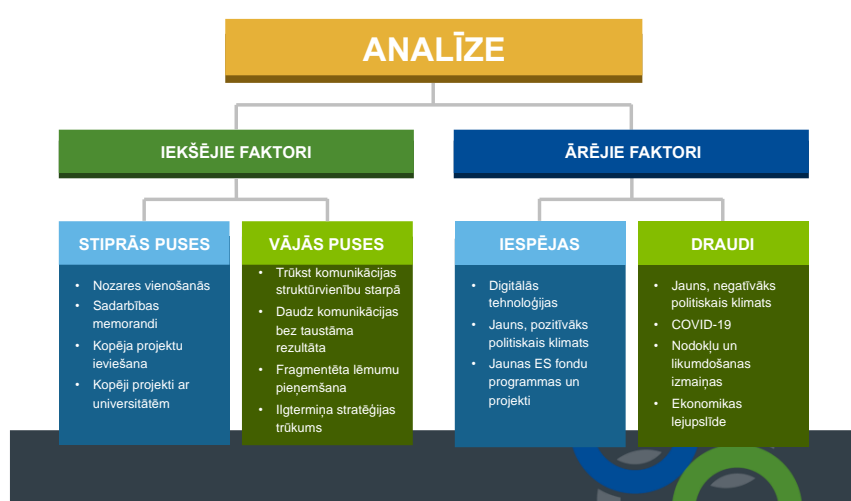 ANALĪZE
IEKŠĒJIE FAKTORI
ĀRĒJIE FAKTORI
STIPRĀS PUSES
• Nozares vienošanās
• Sadarbības
memorandi
• Kopēja projektu
ieviešana
• Kopēji projekti ar
universitātēm
VĀJĀS PUSES
• Trūkst komunikācijas
struktūrvienību starpā
• Daudz komunikācijas
bez taustāma
rezultāta
• Fragmentēta lēmumu
pieņemšana
• Ilgtermiņa stratēģijas
trūkums
IESPĒJAS
• Digitālās
tehnoloģijas
• Jauns, pozitīvāks
politiskais klimats
• Jaunas ES fondu
programmas un
projekti
DRAUDI
• Jauns, negatīvāks
politiskais klimats
• COVID-19
• Nodokļu un
likumdošanas
izmaiņas
• Ekonomikas
lejupslīde